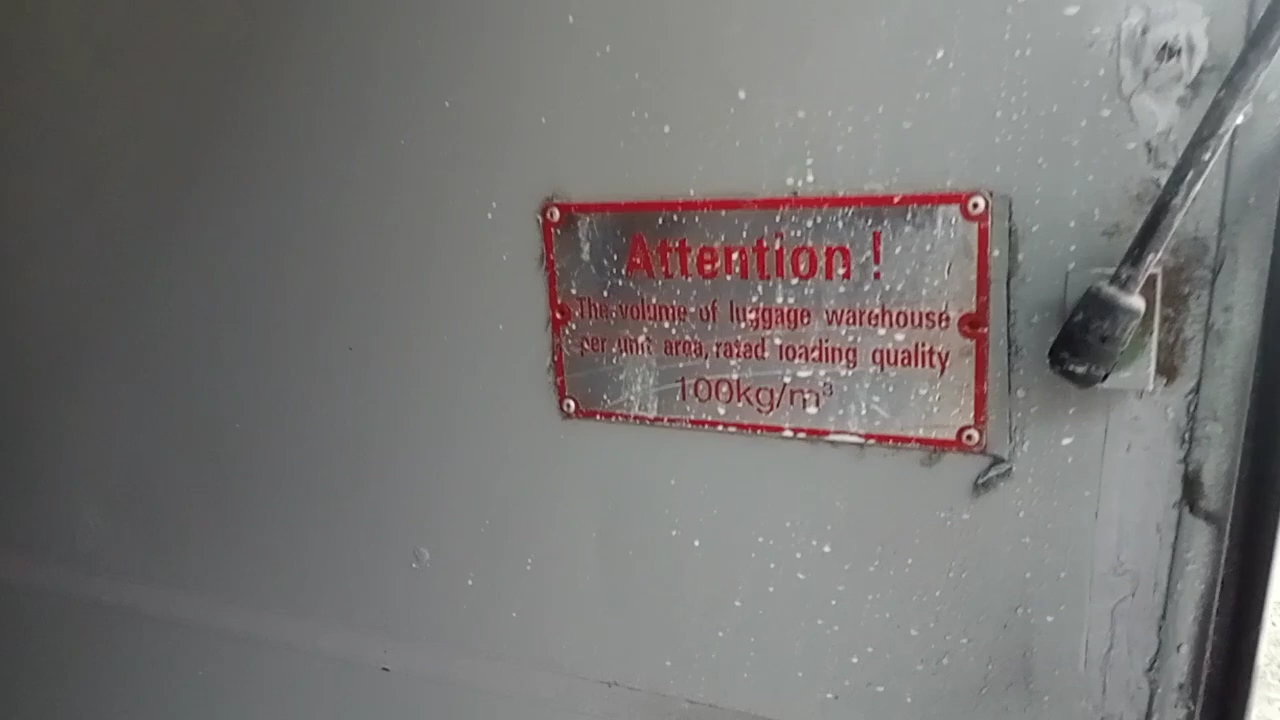 Attention !
The volume of luggage warehouse
per unit area, rated loading quality
100kg/m³